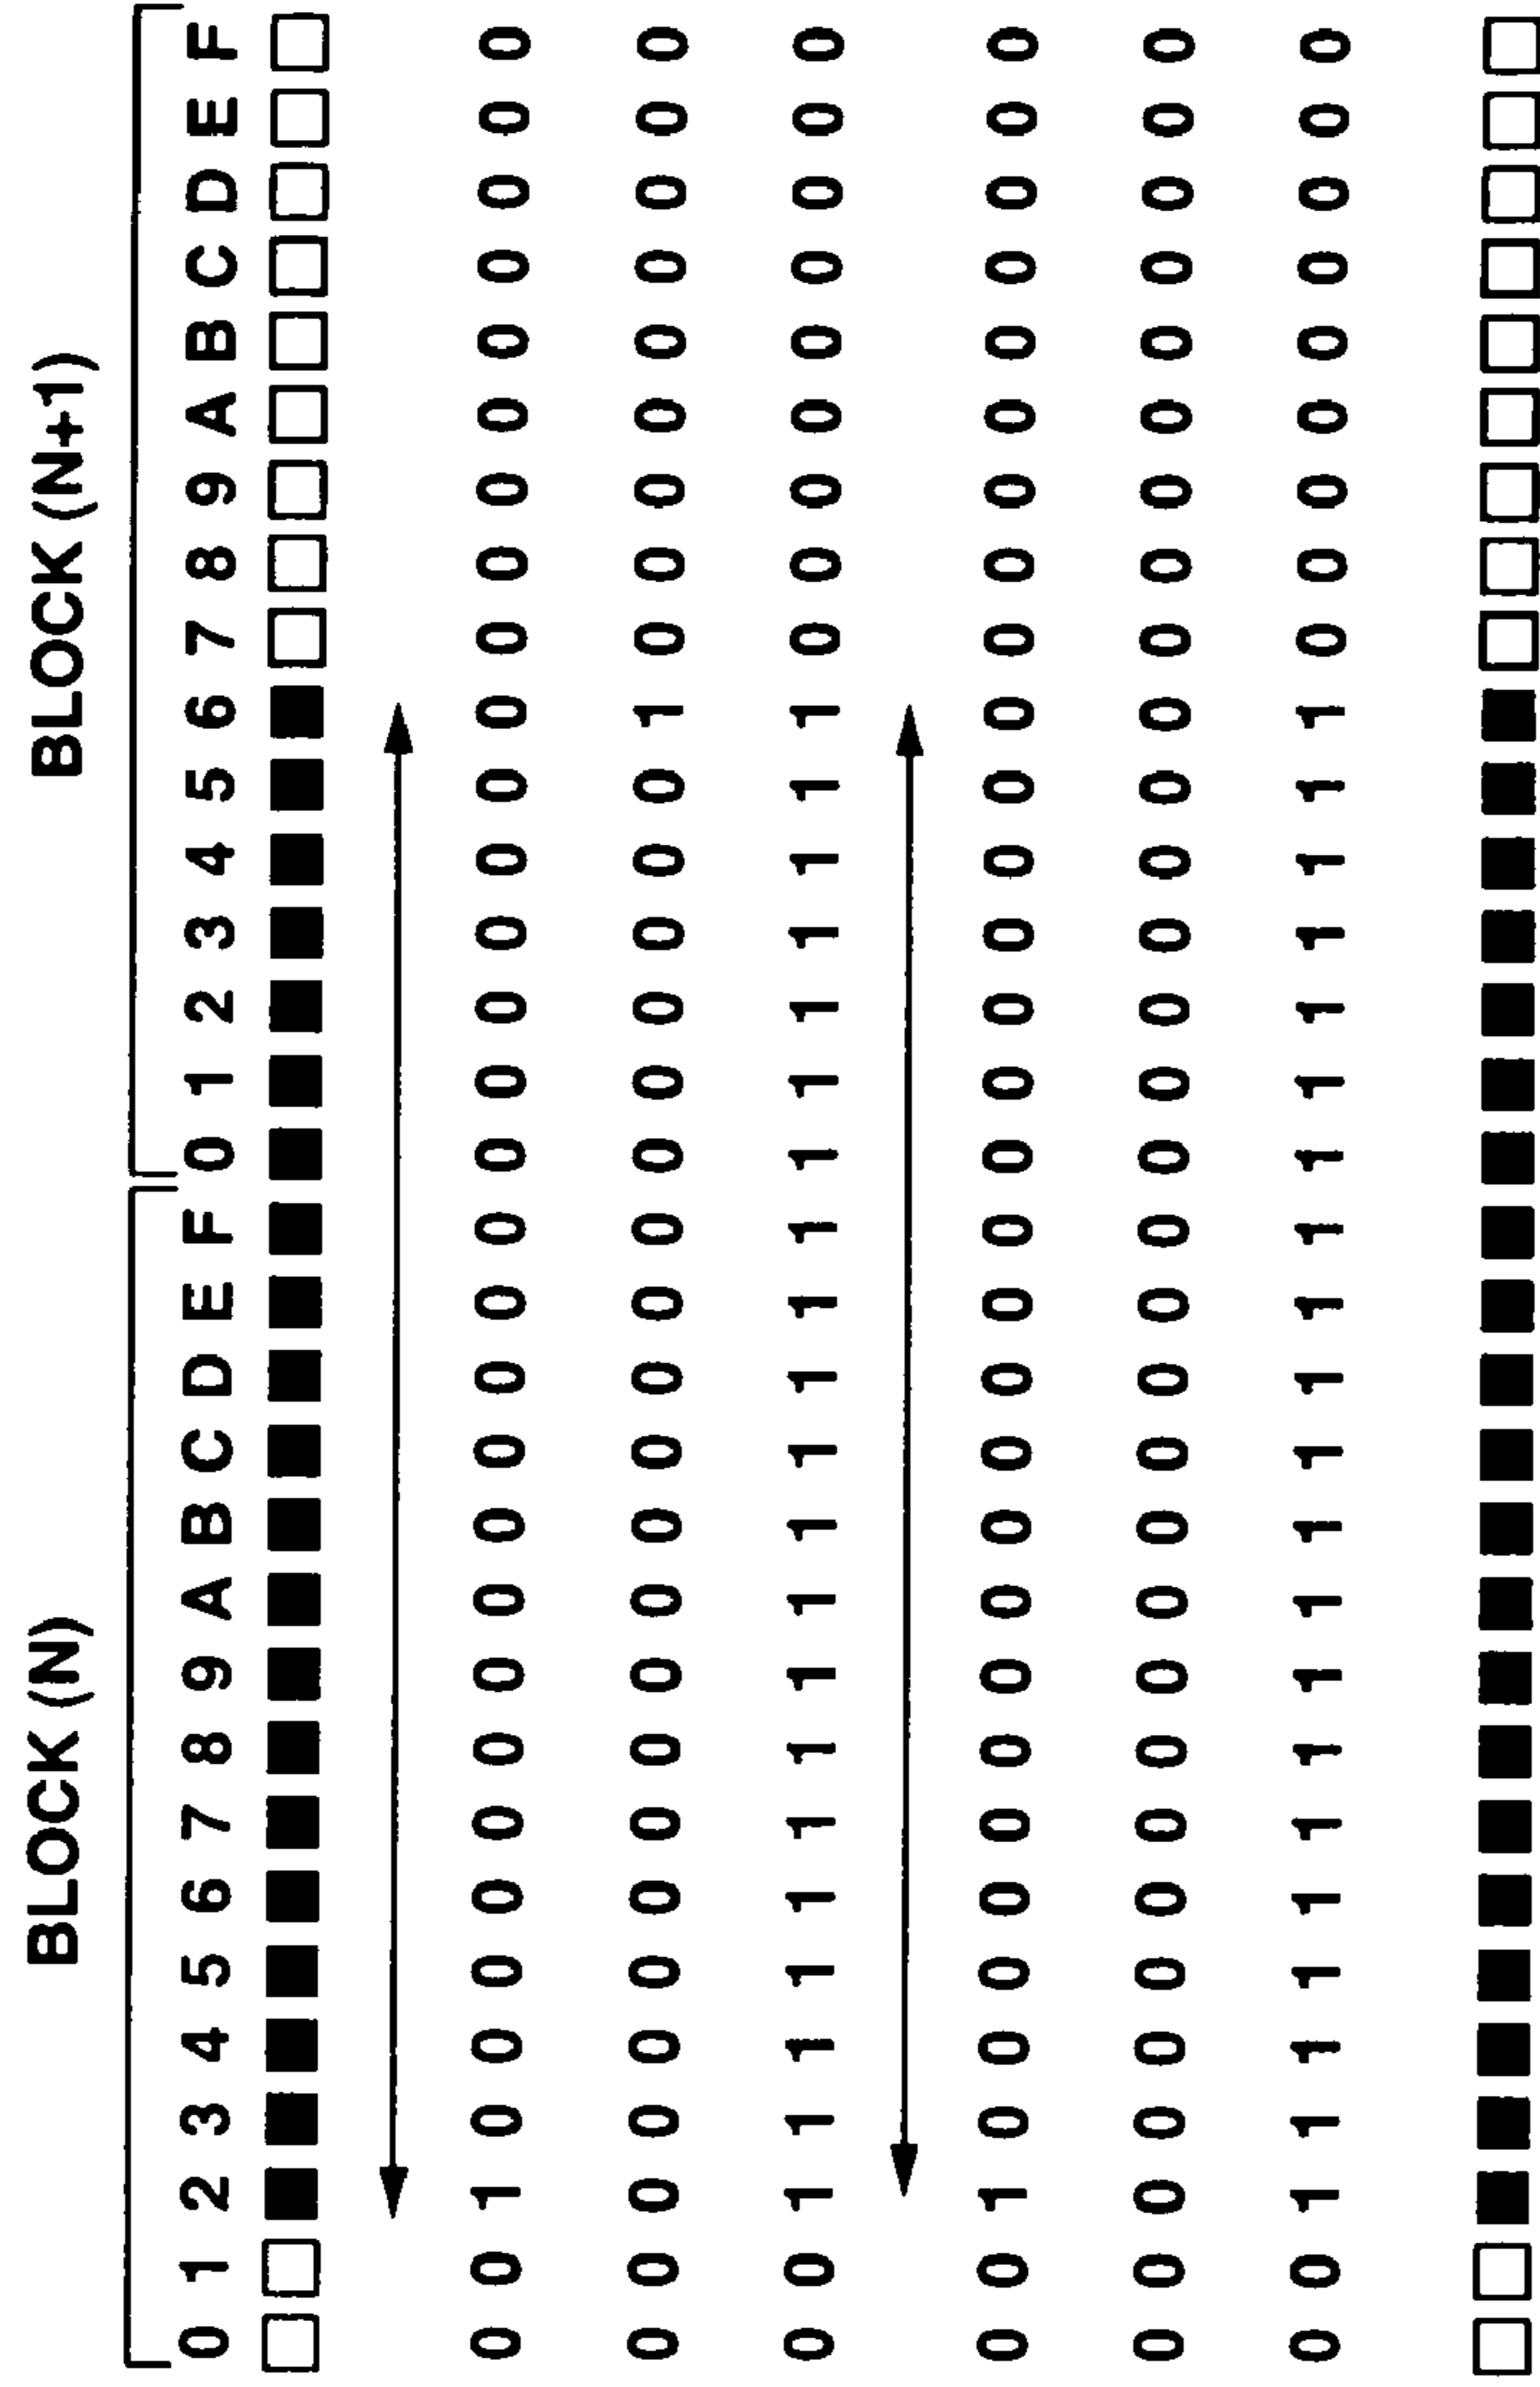 BLOCK (N) BLOCK (N+1)
0 1 2 3 4 5 6 7 8 9 A B C D E F 0 1 2 3 4 5 6 7 8 9 A B C D E F
0 0 1 0 0 0 0 0 0 0 0 0 0 0 0 0 0 0 0 0 0 0 0 0 0 0 0 0 0 0 0 0
0 0 0 0 0 0 0 0 0 0 0 0 0 0 0 0 0 0 0 0 0 0 1 0 0 0 0 0 0 0 0 0
0 0 1 1 1 1 1 1 1 1 1 1 1 1 1 1 1 1 1 1 1 1 1 0 0 0 0 0 0 0 0 0
0 0 1 0 0 0 0 0 0 0 0 0 0 0 0 0 0 0 0 0 0 0 0 0 0 0 0 0 0 0 0 0
0 0 0 0 0 0 0 0 0 0 0 0 0 0 0 0 0 0 0 0 0 0 0 0 0 0 0 0 0 0 0 0
0 0 1 1 1 1 1 1 1 1 1 1 1 1 1 1 1 1 1 1 1 1 1 0 0 0 0 0 0 0 0 0